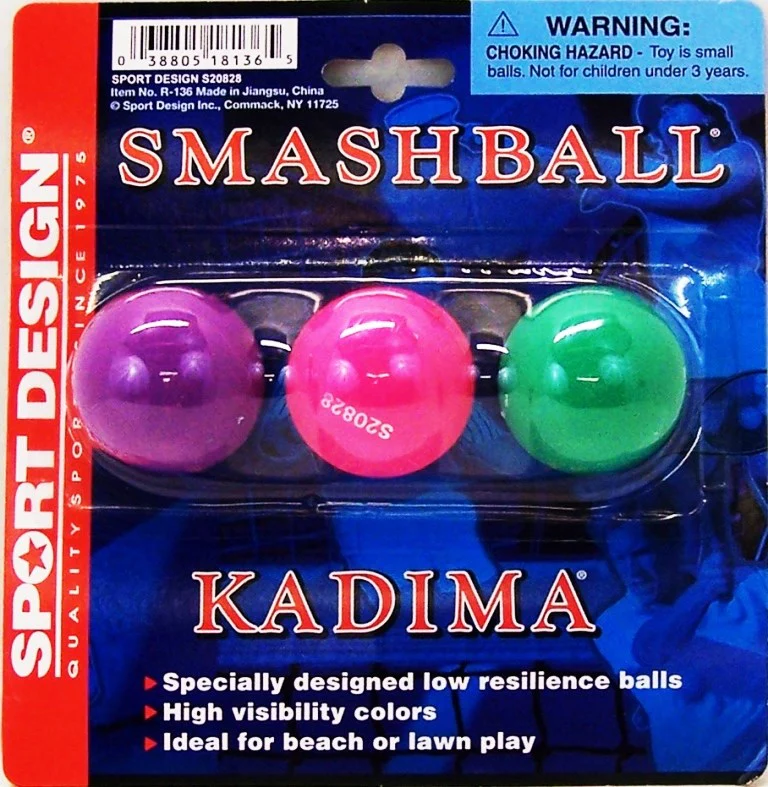 0 38805 18136 5
SPORT DESIGN S20828
Item No. R-136 Made in Jiangsu, China
© Sport Design Inc., Commack, NY 11725
⚠ WARNING:
CHOKING HAZARD - Toy is small
balls. Not for children under 3 years.
SMASHBALL®
SPORT DESIGN®
QUALITY SPOR SINCE 1975
S20828
KADIMA®
Specially designed low resilience balls
High visibility colors
Ideal for beach or lawn play